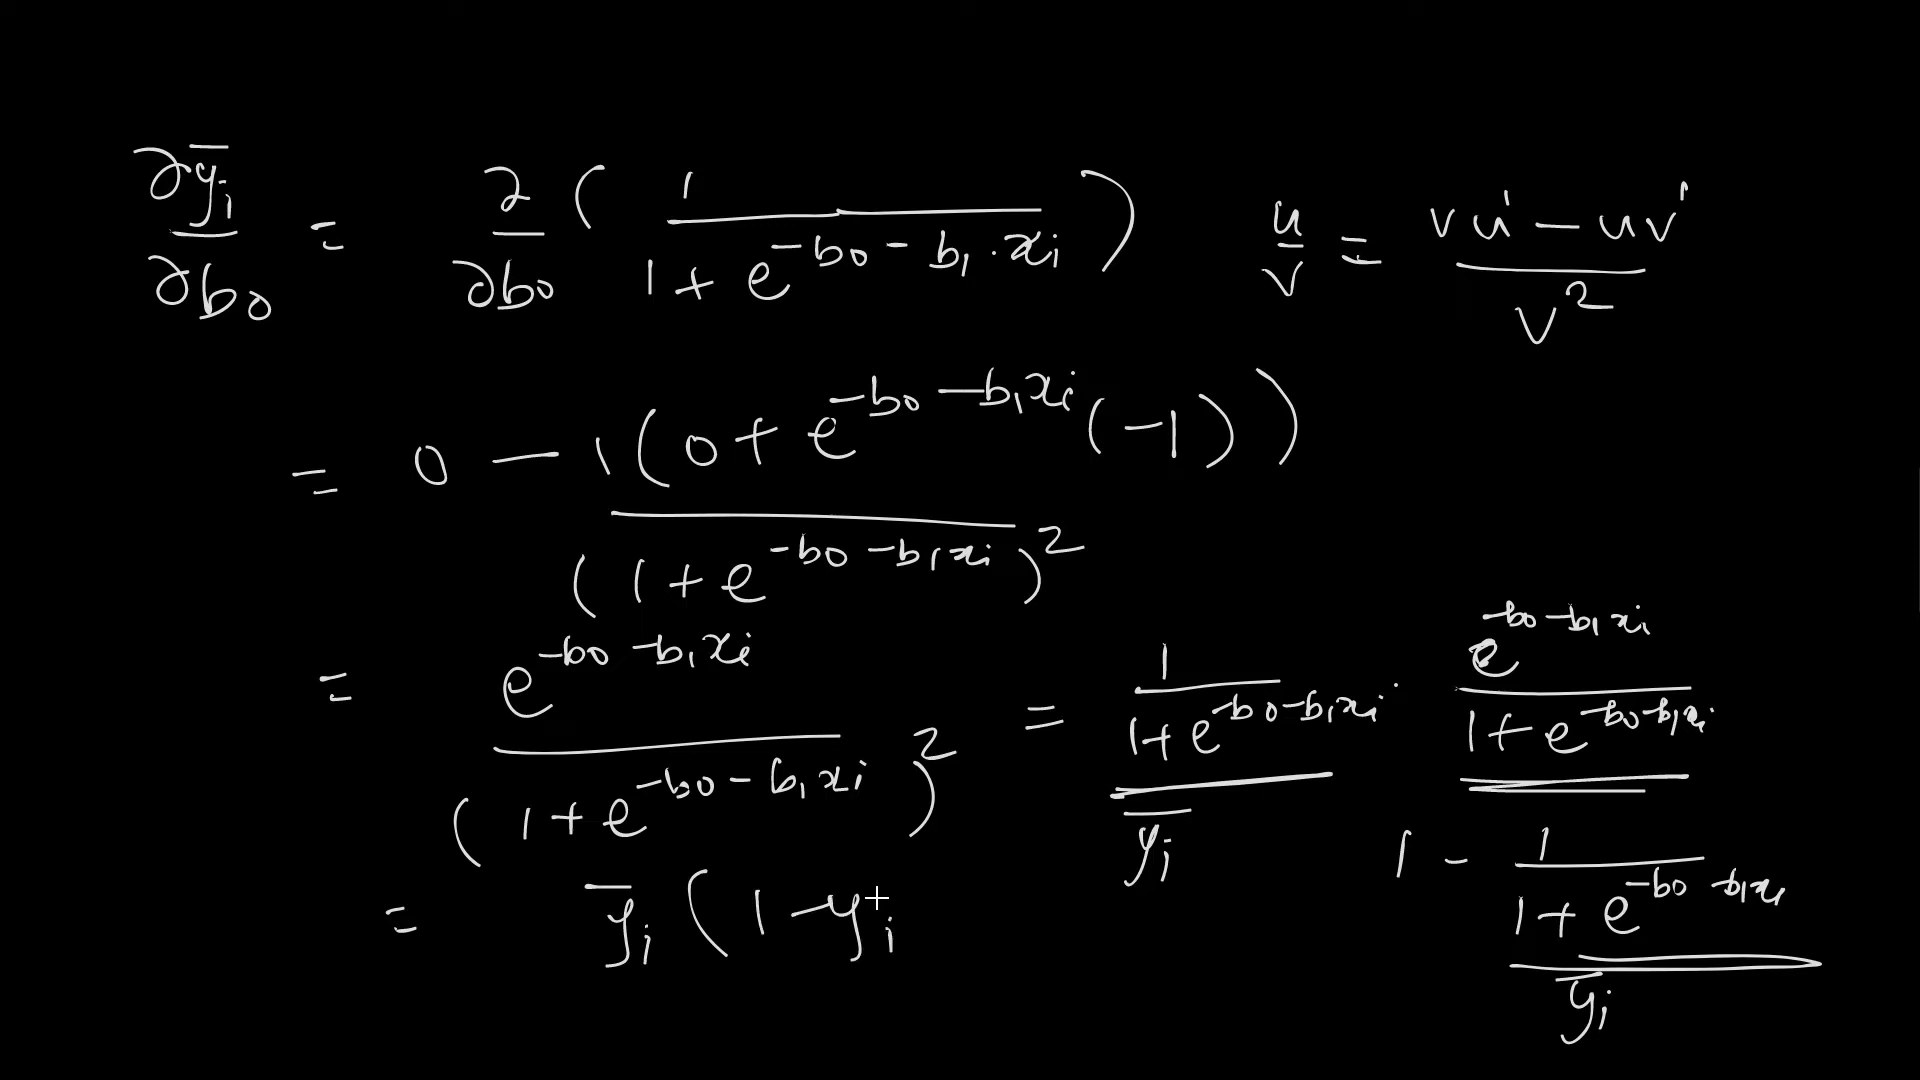 ∂ȳi/∂b0 = ∂/∂b0 ( 1 / 1 + e^(-b0 - b1 . xi) )   u/v = vu' - uv' / v^2
= 0 - 1(0 + e^(-b0 - b1xi) (-1)) / (1 + e^(-b0 - b1xi))^2
= e^(-b0 - b1xi) / (1 + e^(-b0 - b1xi))^2 = 1 / 1 + e^(-b0 - b1xi) . e^(-b0 - b1xi) / 1 + e^(-b0 - b1xi)
ȳi   1 - 1 / 1 + e^(-b0 - b1xi)
= ȳi (1 - yi
ȳi